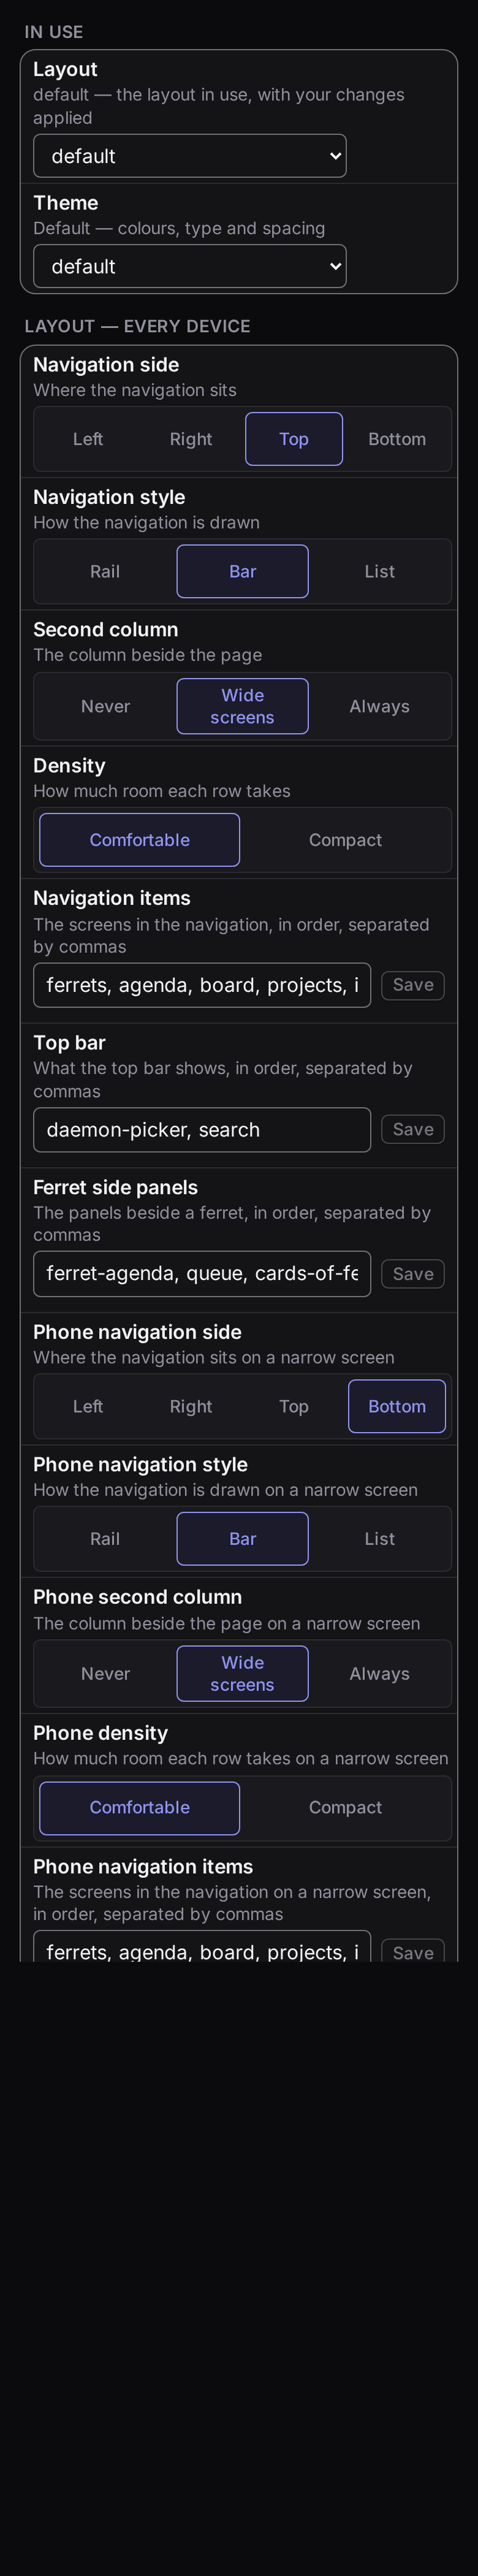 IN USE
Layout
default — the layout in use, with your changes
applied
default
Theme
Default — colours, type and spacing
default
LAYOUT — EVERY DEVICE
Navigation side
Where the navigation sits
Left Right Top Bottom
Navigation style
How the navigation is drawn
Rail Bar List
Second column
The column beside the page
Never Wide screens Always
Density
How much room each row takes
Comfortable Compact
Navigation items
The screens in the navigation, in order, separated
by commas
ferrets, agenda, board, projects, i Save
Top bar
What the top bar shows, in order, separated by
commas
daemon-picker, search Save
Ferret side panels
The panels beside a ferret, in order, separated by
commas
ferret-agenda, queue, cards-of-fe Save
Phone navigation side
Where the navigation sits on a narrow screen
Left Right Top Bottom
Phone navigation style
How the navigation is drawn on a narrow screen
Rail Bar List
Phone second column
The column beside the page on a narrow screen
Never Wide screens Always
Phone density
How much room each row takes on a narrow screen
Comfortable Compact
Phone navigation items
The screens in the navigation on a narrow screen,
in order, separated by commas
ferrets, agenda, board, projects, i Save